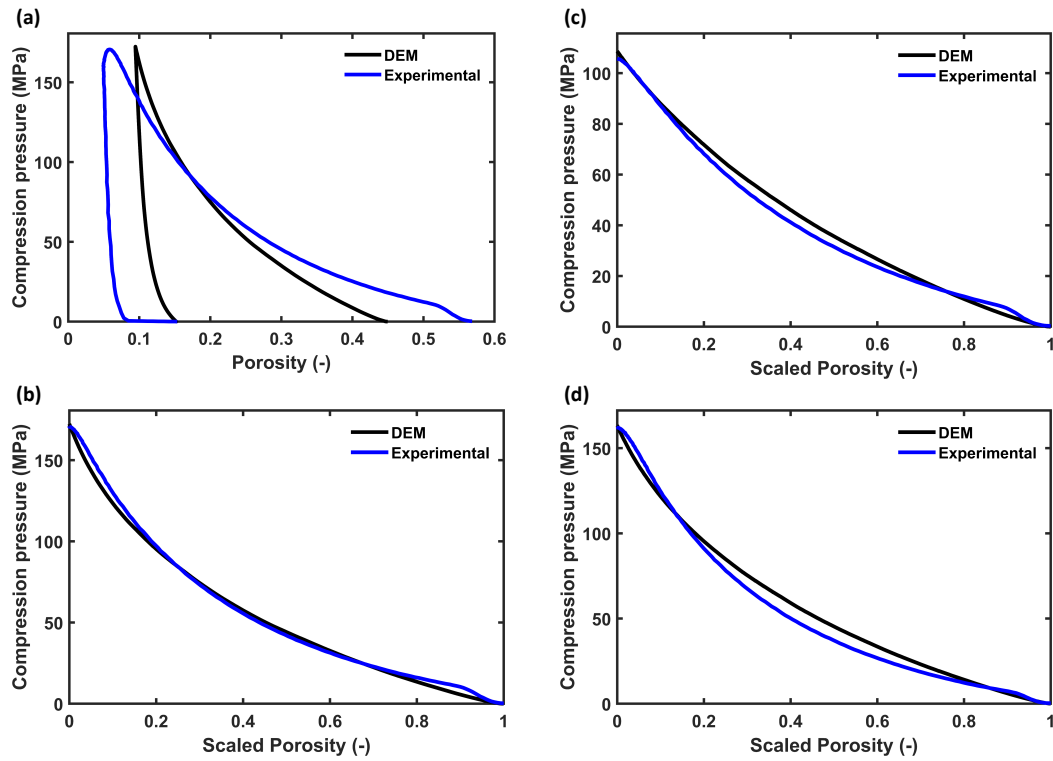 (a)
DEM
Experimental
150
100
50
0
0
0.1
0.2
0.3
0.4
0.5
0.6
Compression pressure (MPa)
Porosity (-)
(c)
DEM
Experimental
100
80
60
40
20
0
0
0.2
0.4
0.6
0.8
1
Compression pressure (MPa)
Scaled Porosity (-)
(b)
DEM
Experimental
150
100
50
0
0
0.2
0.4
0.6
0.8
1
Compression pressure (MPa)
Scaled Porosity (-)
(d)
DEM
Experimental
150
100
50
0
0
0.2
0.4
0.6
0.8
1
Compression pressure (MPa)
Scaled Porosity (-)